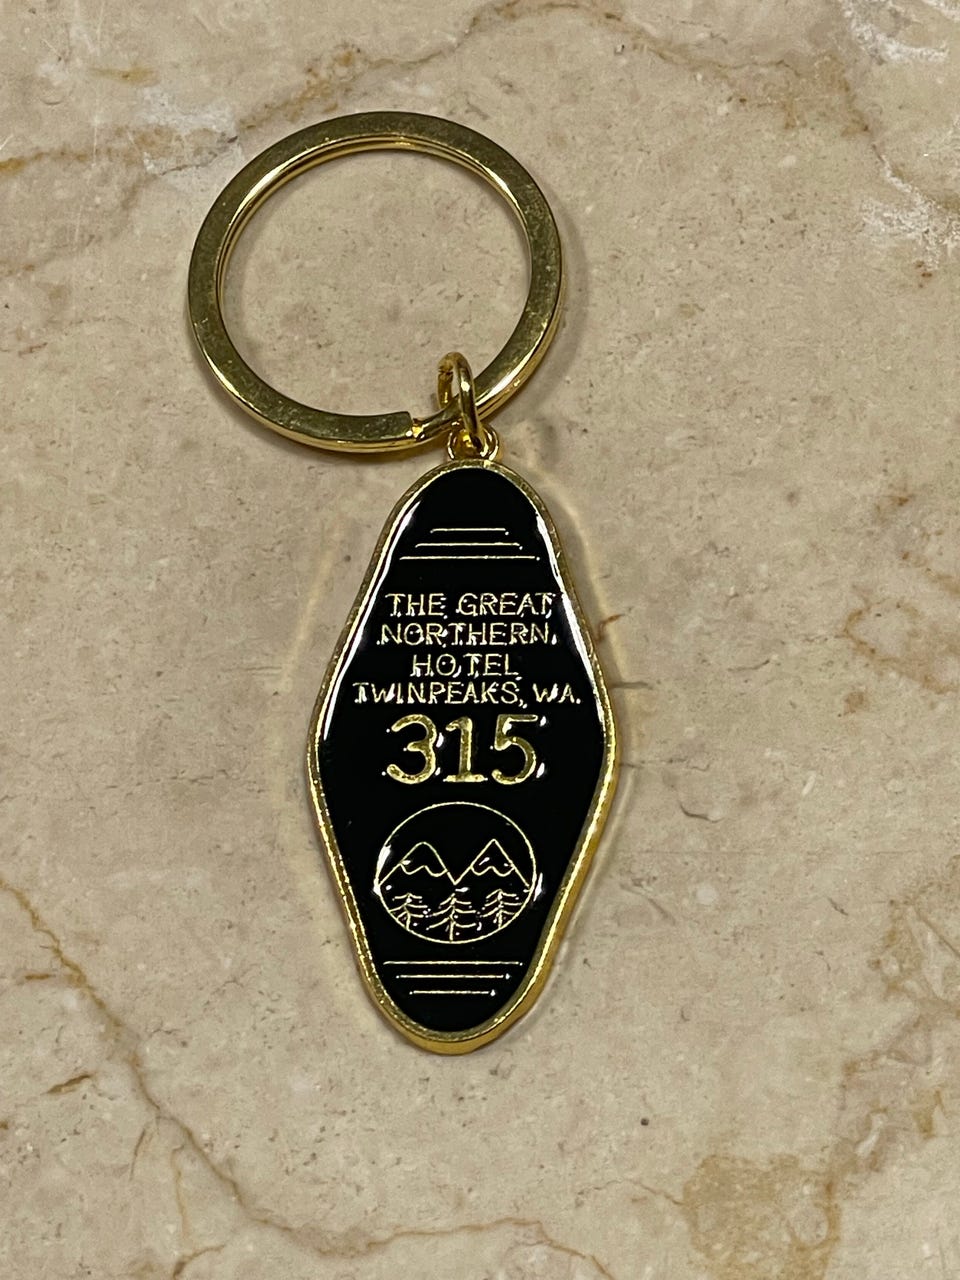 THE GREAT
NORTHERN
HOTEL
TWINPEAKS, WA.
315